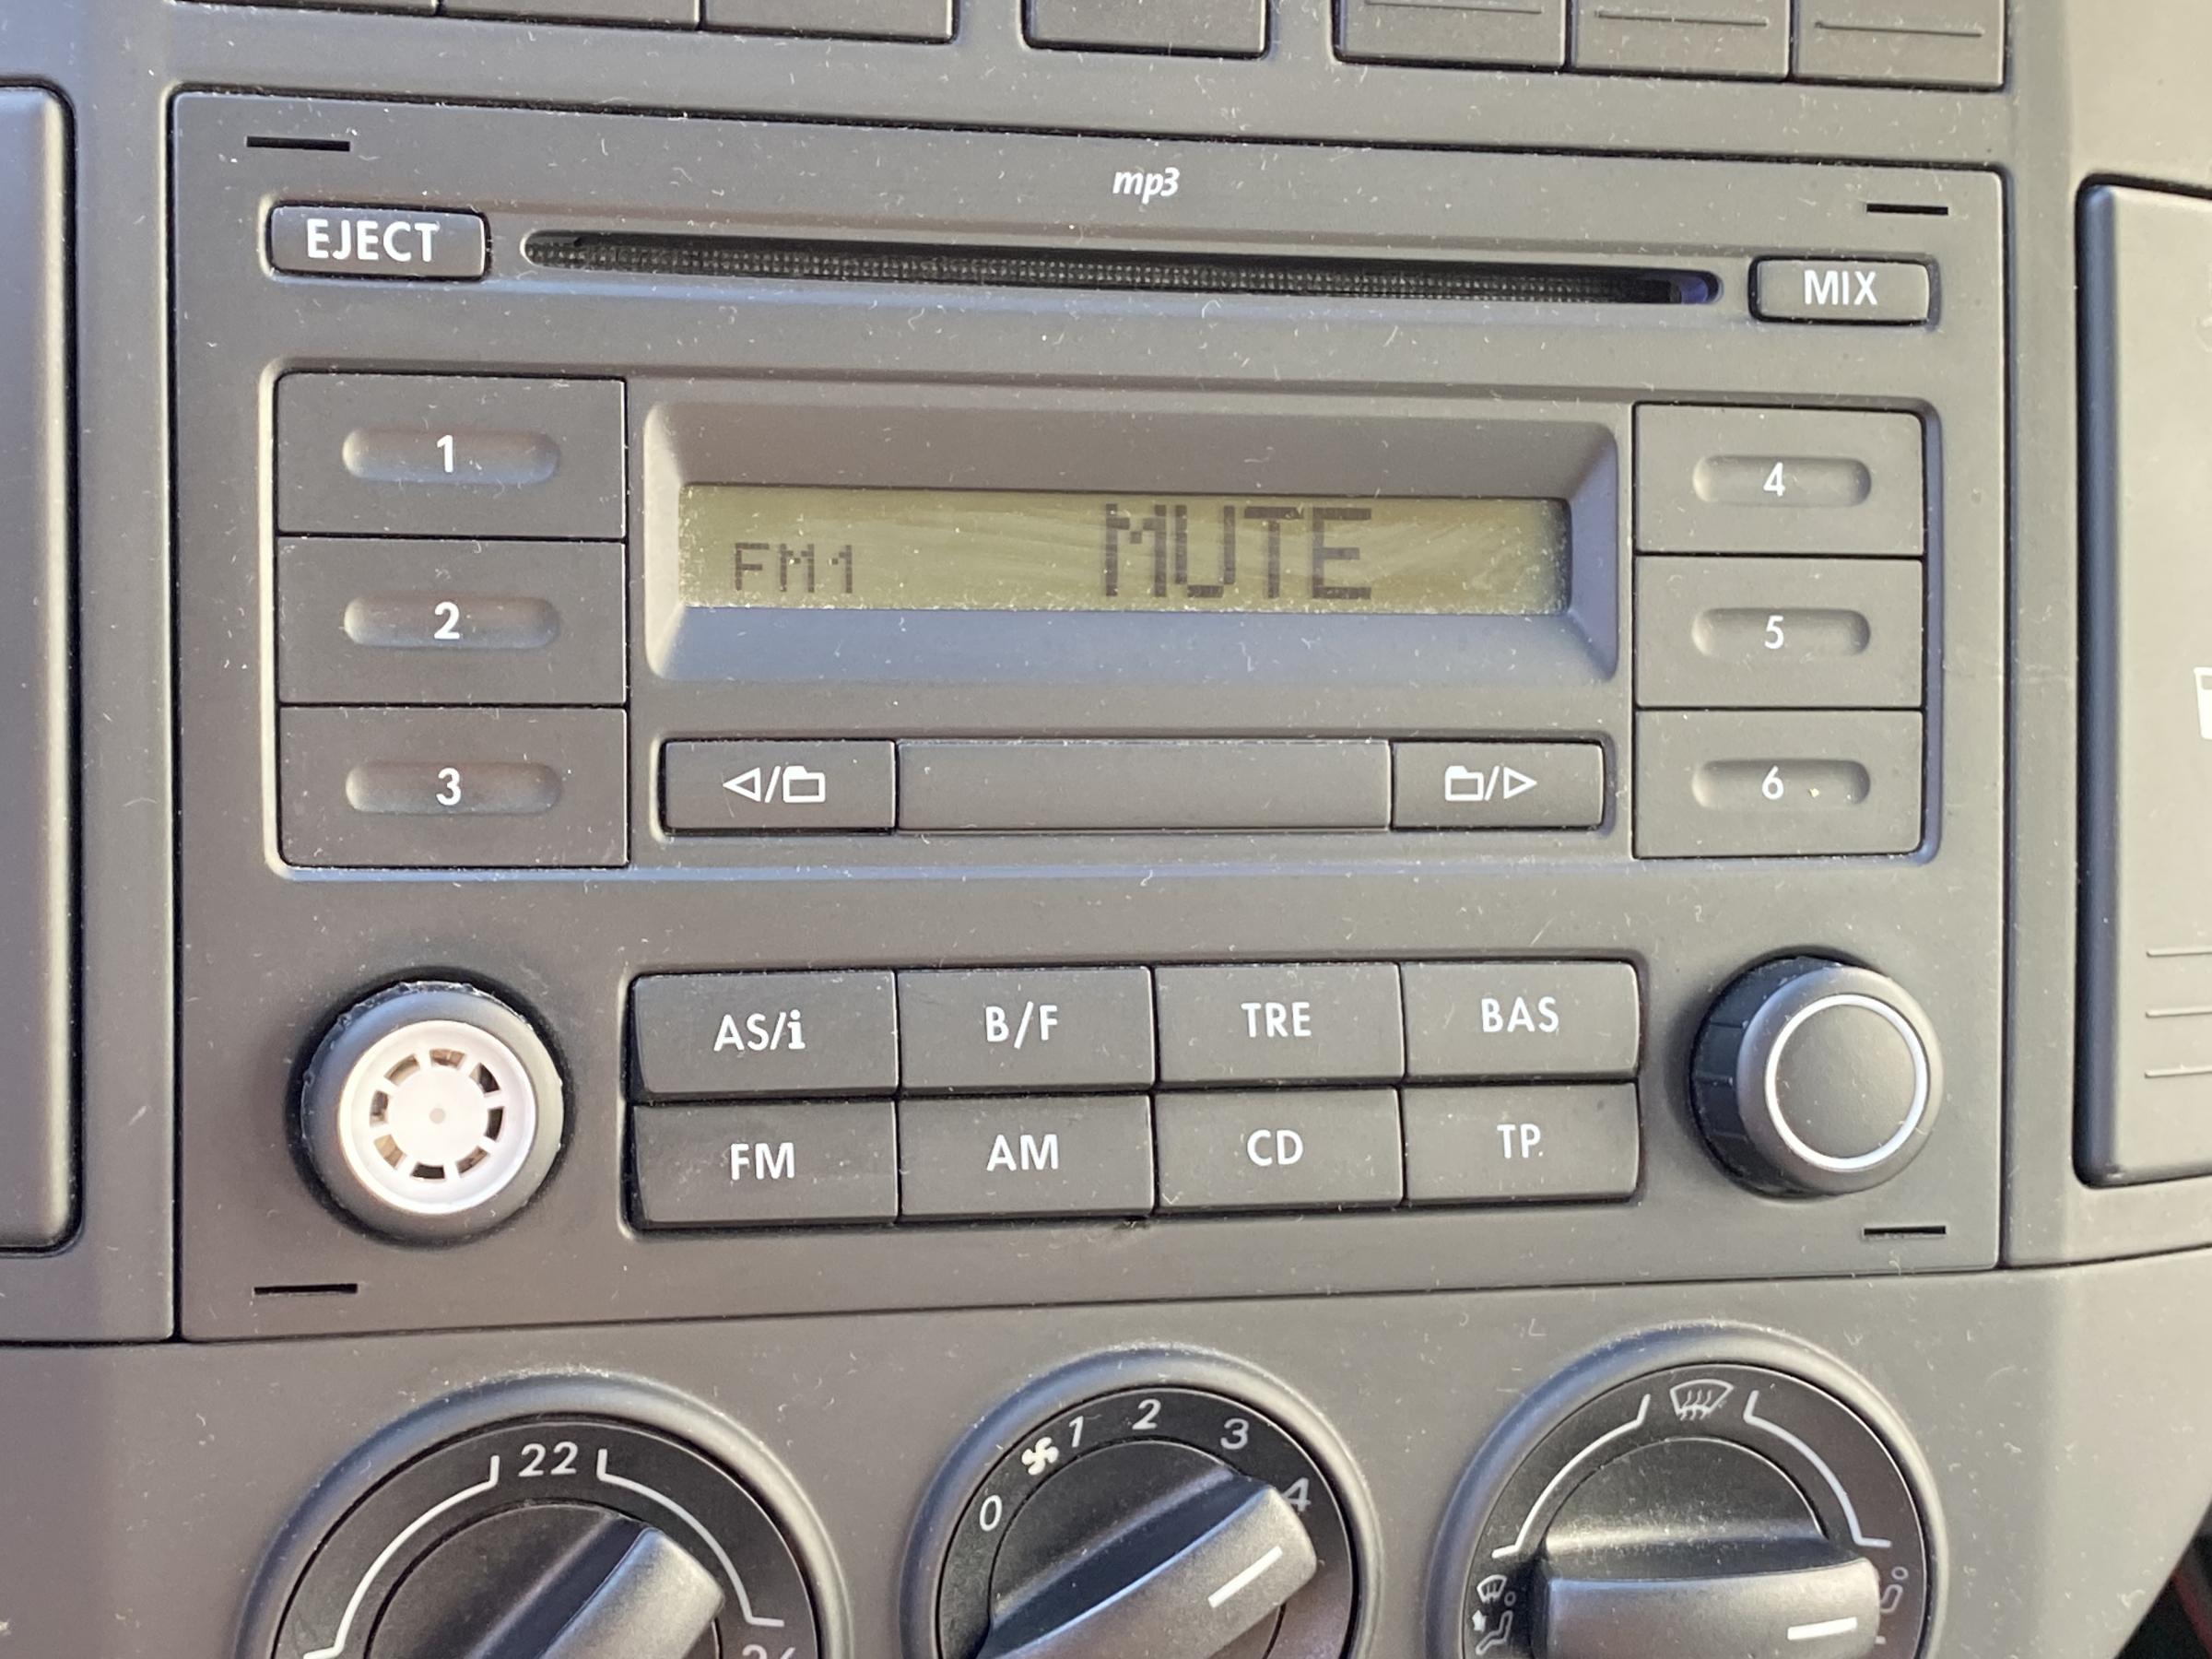 mp3
EJECT
MIX
1
4
FM1 MUTE
2
5
3
6
AS/i B/F TRE BAS
FM AM CD TP
22
0 1 2 3 4